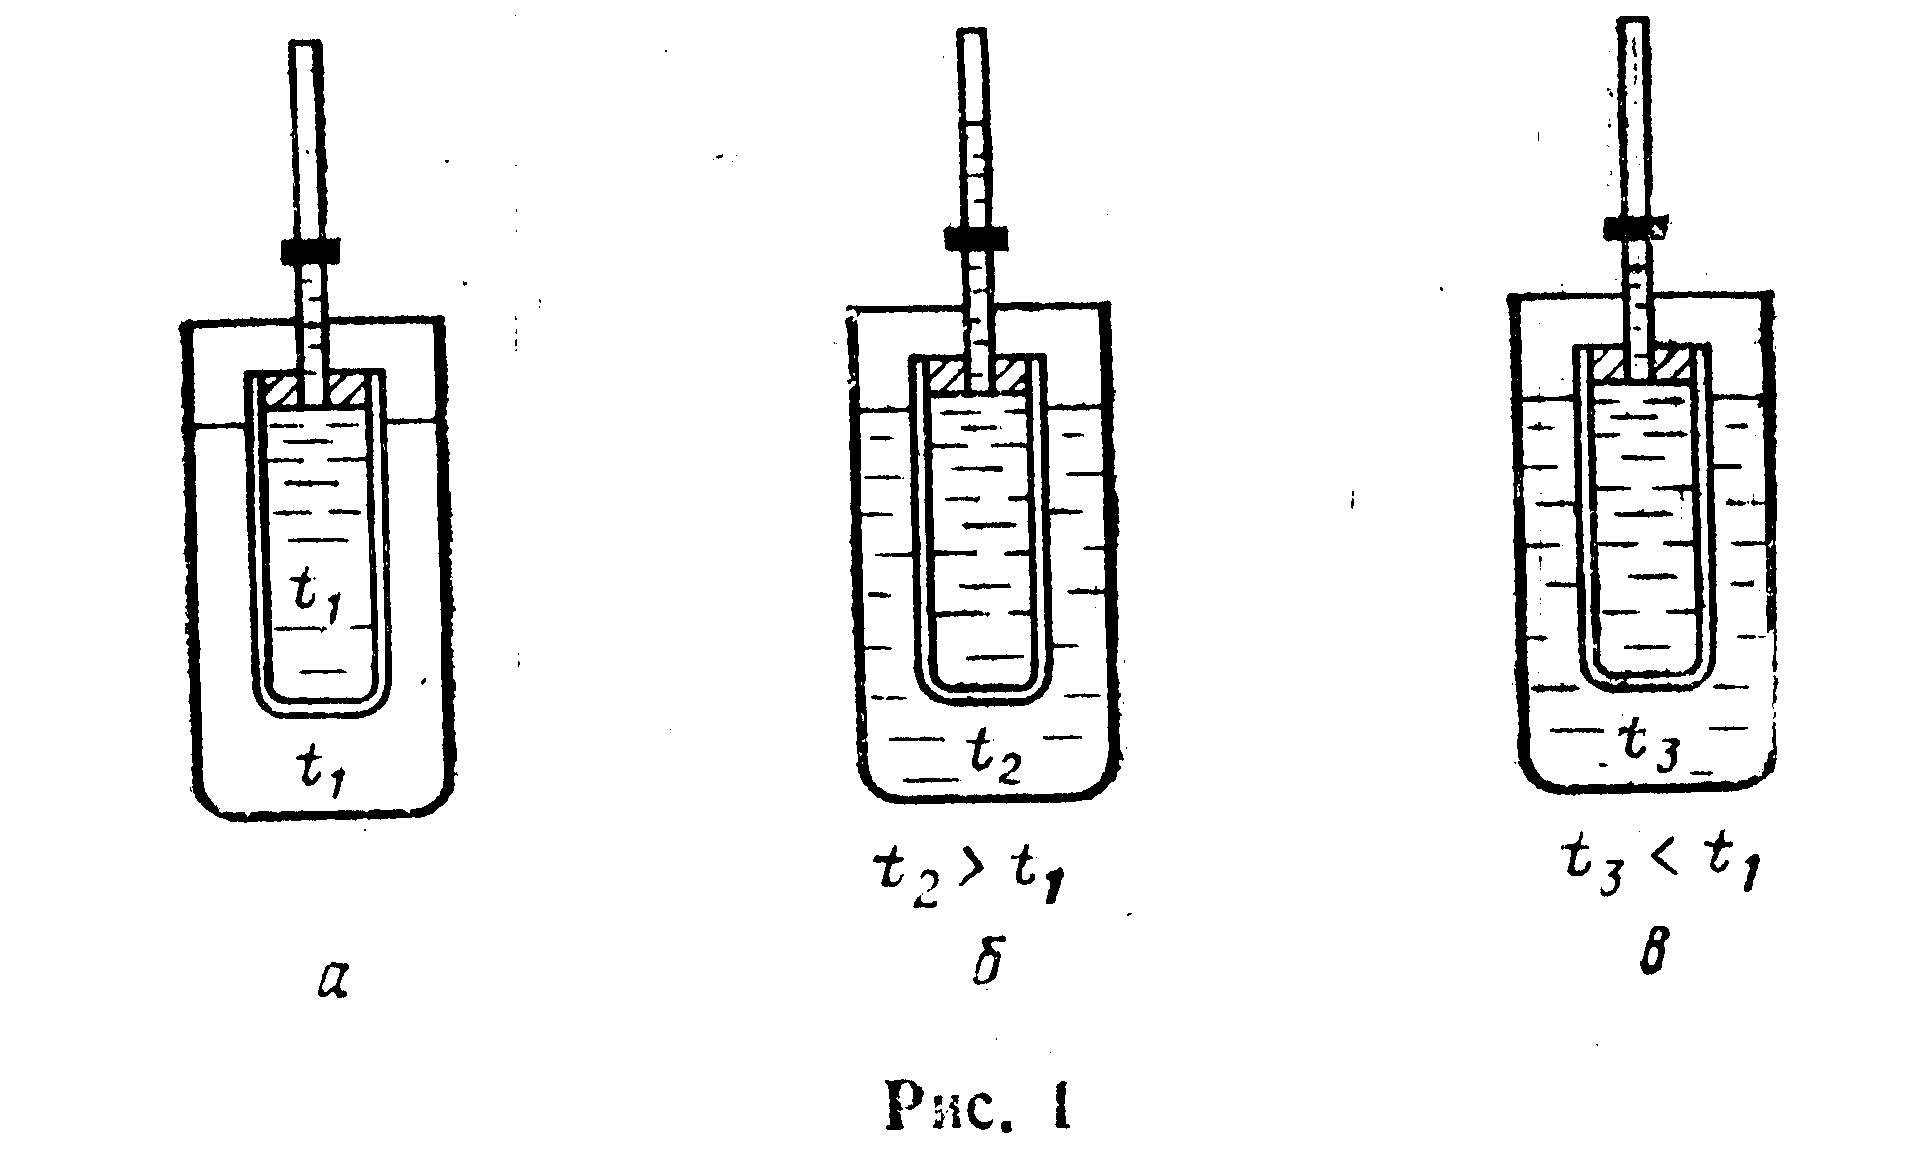 t₁
t₁
t₂
t₃
t₂ > t₁
t₃ < t₁
а
б
в
Рис. 1